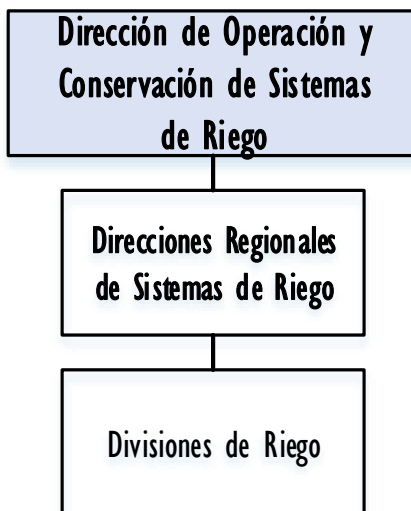 Dirección de Operación y
Conservación de Sistemas
de Riego
Direcciones Regionales
de Sistemas de Riego
Divisiones de Riego